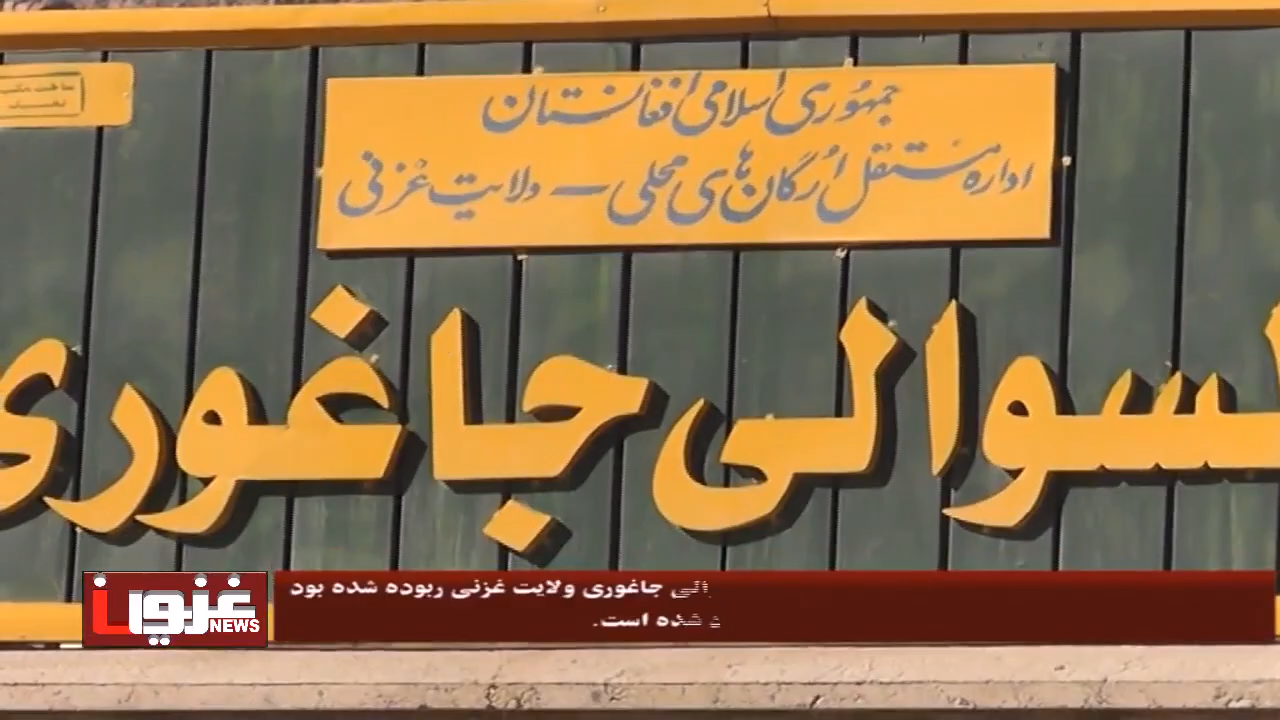 جمهوری اسلامی افغانستان
اداره مستقل ارگان های محلی - ولایت غزنی
لسوالی جاغوری
جاغوری ولایت غزنی ربوده شده بود
شده است.
غزنویان
NEWS